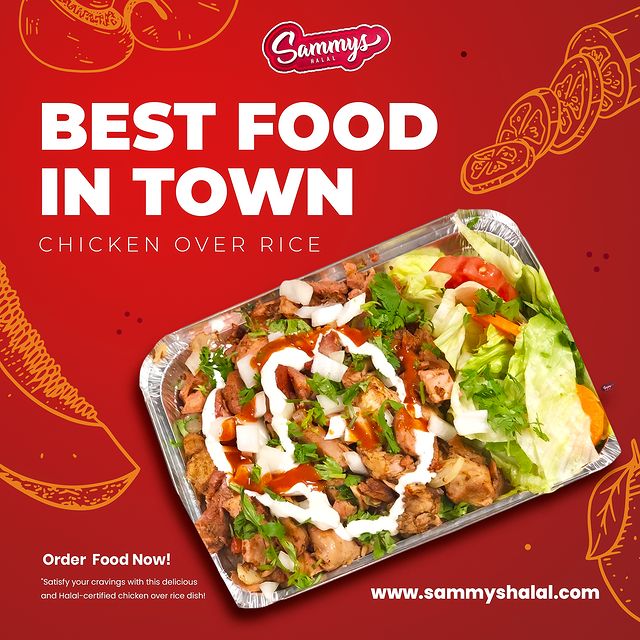 Sammys
HALAL
BEST FOOD
IN TOWN
CHICKEN OVER RICE
Order Food Now!
"Satisfy your cravings with this delicious
and Halal-certified chicken over rice dish!
www.sammyshalal.com